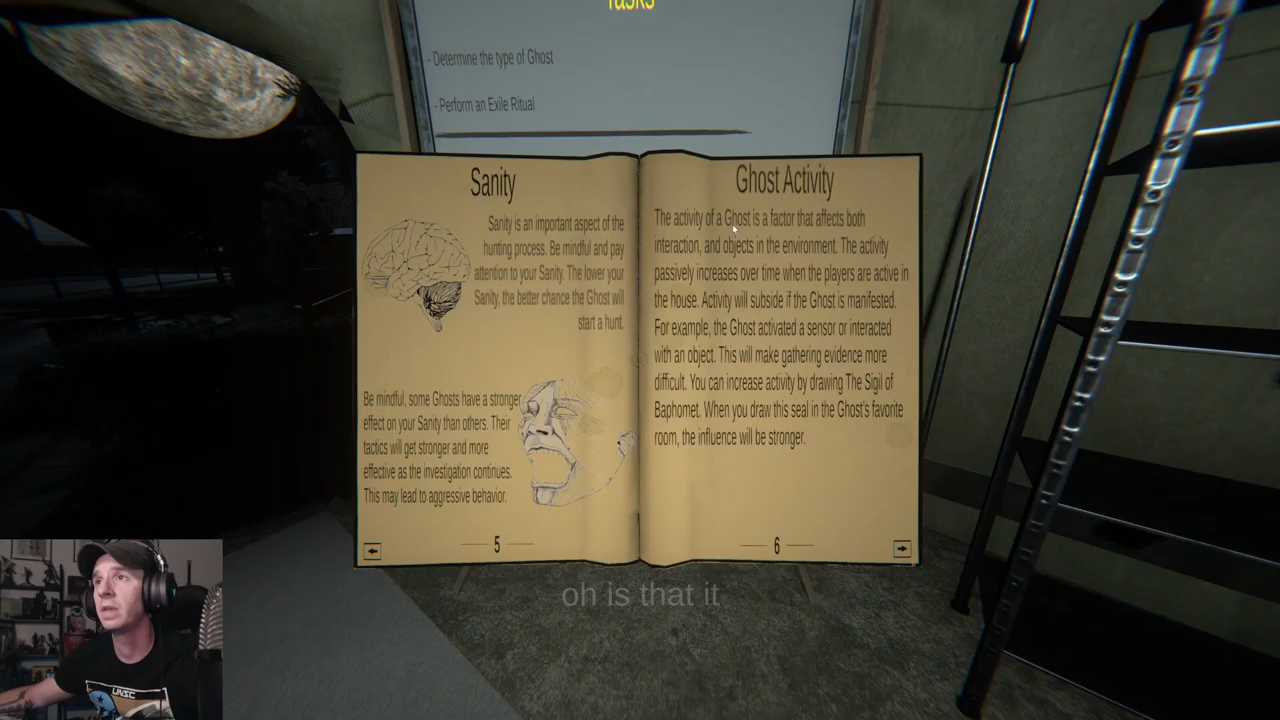 Tasks
- Determine the type of Ghost
- Perform an Exile Ritual
Sanity
Sanity is an important aspect of the
hunting process. Be mindful and pay
attention to your Sanity. The lower your
Sanity, the better chance the Ghost will
start a hunt.
Be mindful, some Ghosts have a stronger
effect on your Sanity than others. Their
tactics will get stronger and more
effective as the investigation continues.
This may lead to aggressive behavior.
5
Ghost Activity
The activity of a Ghost is a factor that affects both
interaction, and objects in the environment. The activity
passively increases over time when the players are active in
the house. Activity will subside if the Ghost is manifested.
For example, the Ghost activated a sensor or interacted
with an object. This will make gathering evidence more
difficult. You can increase activity by drawing The Sigil of
Baphomet. When you draw this seal in the Ghost's favorite
room, the influence will be stronger.
6
oh is that it
UNSC